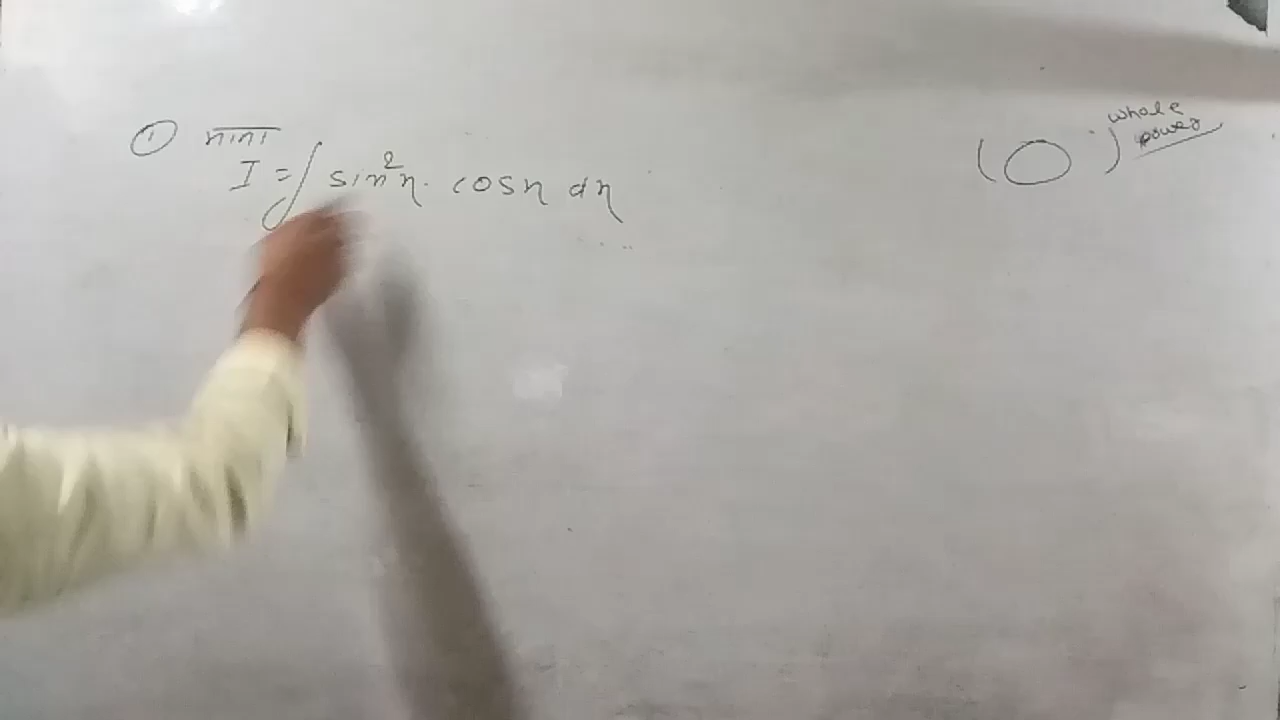 ①
I = ∫ sin²x · cosx dx
( ○ ) whole
power